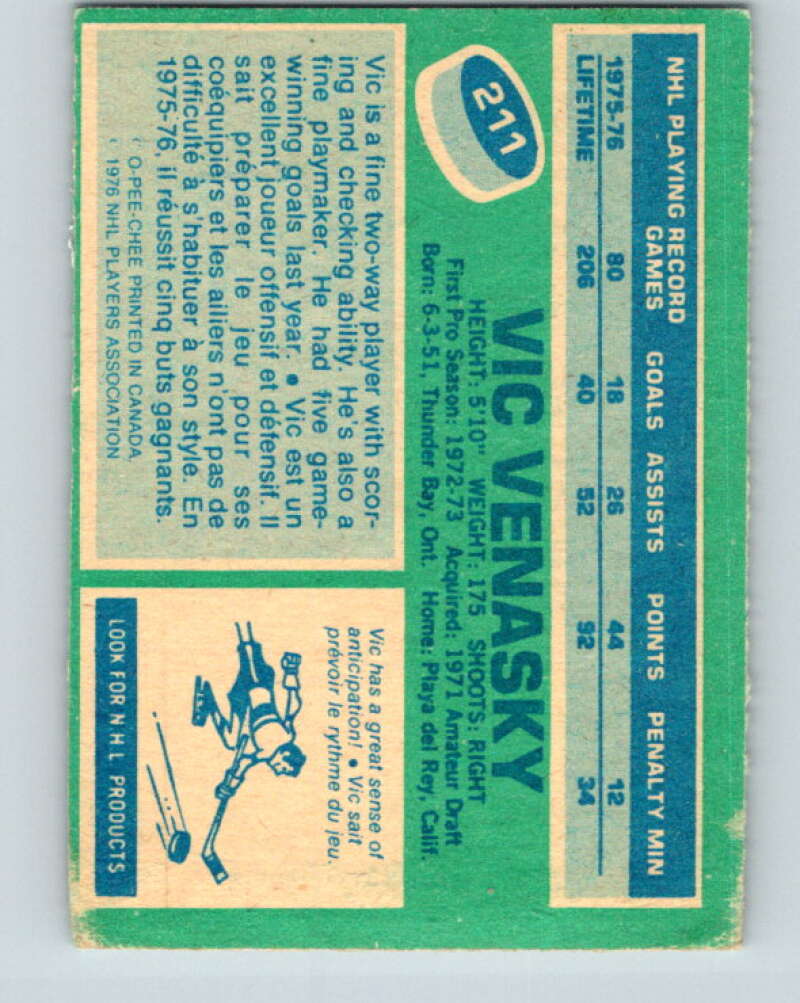 NHL PLAYING RECORD
GAMES GOALS ASSISTS POINTS PENALTY MIN
1975-76 80 18 26 44 12
LIFETIME 206 40 52 92 34
211
VIC VENASKY
HEIGHT: 5'10" WEIGHT: 175 SHOOTS: RIGHT
First Pro Season: 1972-73 Acquired: 1971 Amateur Draft
Born: 6-3-51, Thunder Bay, Ont. Home: Playa del Rey, Calif.
Vic is a fine two-way player with scor-
ing and checking ability. He's also a
fine playmaker. He had five game-
winning goals last year. • Vic est un
excellent joueur offensif et défensif. Il
sait préparer le jeu pour ses
coéquipiers et les ailiers n'ont pas de
difficulté à s'habituer à son style. En
1975-76, il réussit cinq buts gagnants.
© O-PEE-CHEE PRINTED IN CANADA.
© 1976 NHL PLAYERS ASSOCIATION
Vic has a great sense of
anticipation! • Vic sait
prévoir le rythme du jeu.
LOOK FOR N.H.L. PRODUCTS